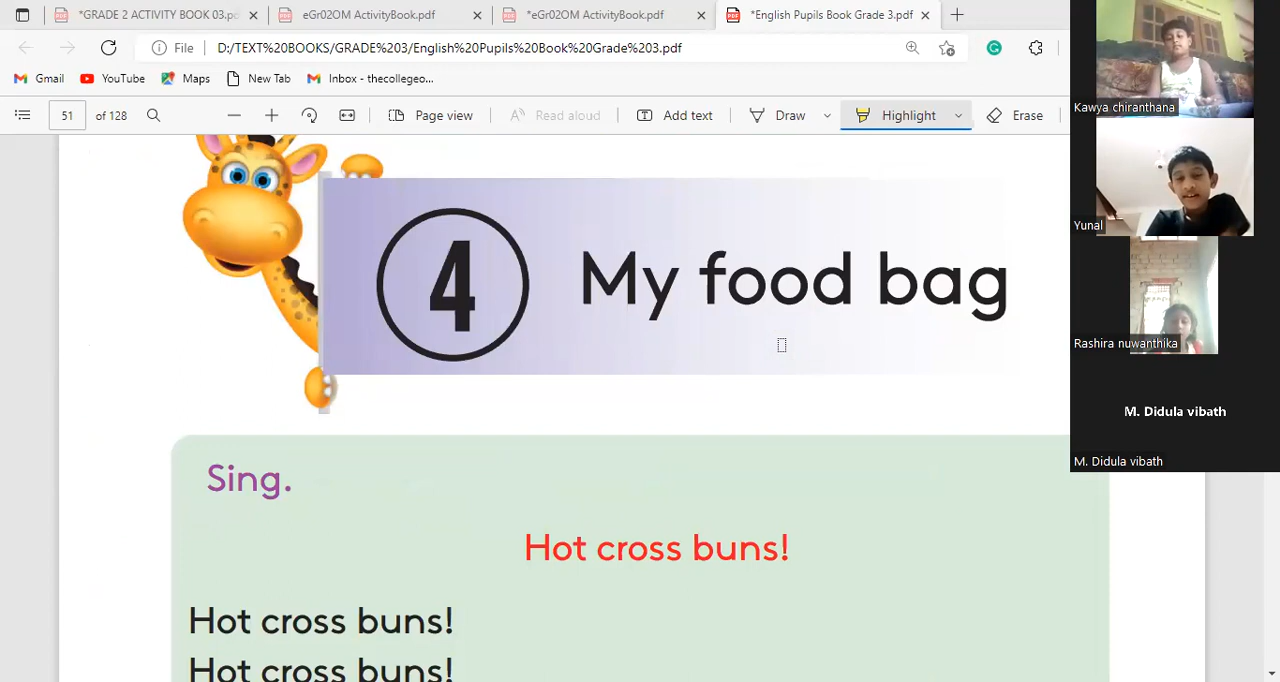 *GRADE 2 ACTIVITY BOOK 03.p
eGr02OM ActivityBook.pdf
*eGr02OM ActivityBook.pdf
*English Pupils Book Grade 3.pdf
File
D:/TEXT%20BOOKS/GRADE%203/English%20Pupils%20Book%20Grade%203.pdf
Gmail
YouTube
Maps
New Tab
Inbox - thecollegeo...
51
of 128
Page view
Read aloud
Add text
Draw
Highlight
Erase
4
My food bag
Sing.
Hot cross buns!
Hot cross buns!
Hot cross buns!
Kawya chiranthana
Yunal
Rashira nuwanthika
M. Didula vibath
M. Didula vibath